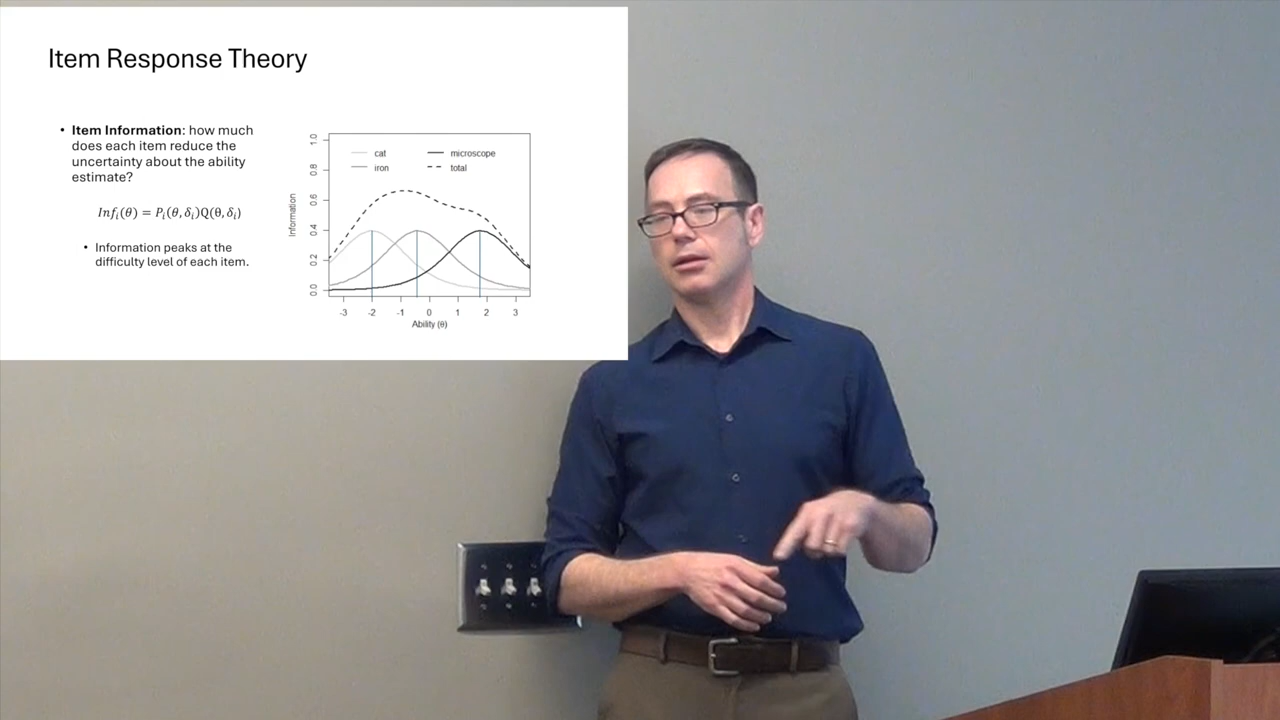 Item Response Theory
• Item Information: how much
does each item reduce the
uncertainty about the ability
estimate?
Infᵢ(θ) = Pᵢ(θ, δᵢ)Q(θ, δᵢ)
• Information peaks at the
difficulty level of each item.
cat
iron
microscope
total
Information
1.0
0.8
0.6
0.4
0.2
0.0
-3 -2 -1 0 1 2 3
Ability (θ)